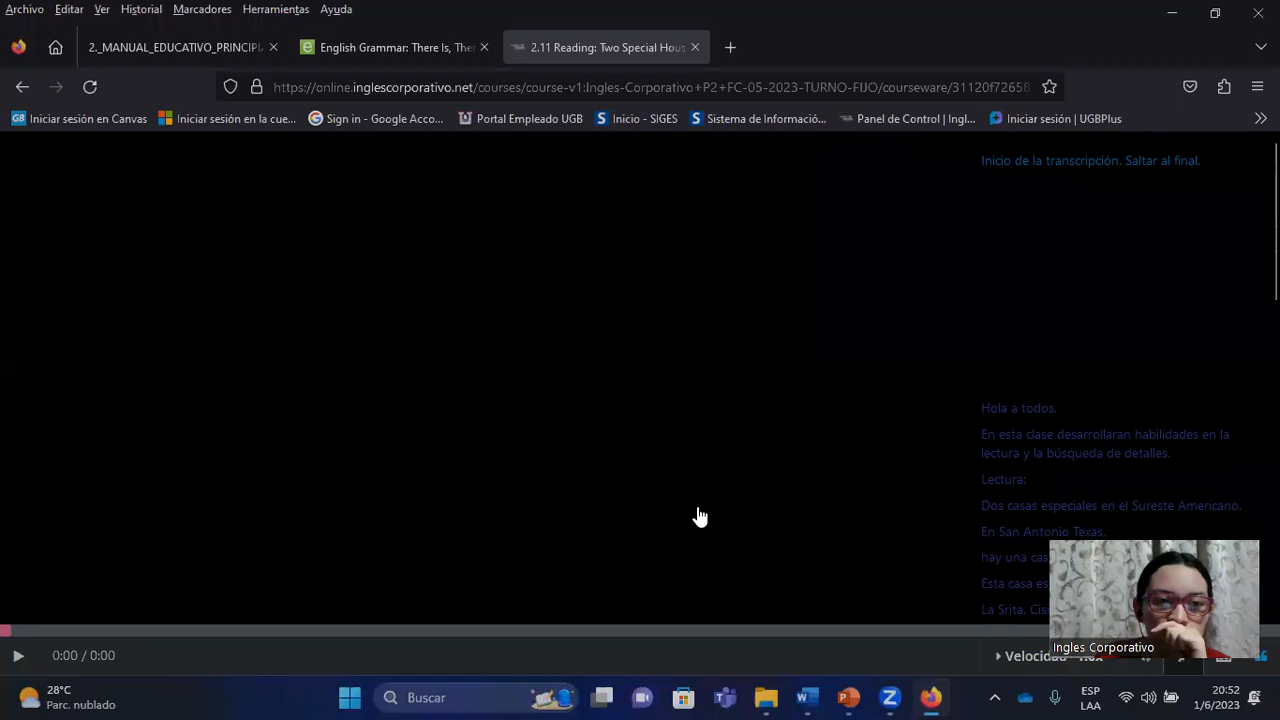 Archivo Editar Ver Historial Marcadores Herramientas Ayuda
2._MANUAL_EDUCATIVO_PRINCIPI
English Grammar: There Is, Ther
2.11 Reading: Two Special Hous
https://online.inglescorporativo.net/courses/course-v1:Ingles-Corporativo+P2+FC-05-2023-TURNO-FIJO/courseware/31120f72658
Iniciar sesión en Canvas
Iniciar sesión en la cue...
Sign in - Google Acco...
Portal Empleado UGB
Inicio - SIGES
Sistema de Informació...
Panel de Control | Ingl...
Iniciar sesión | UGBPlus
Inicio de la transcripción. Saltar al final.
Hola a todos.
En esta clase desarrollaran habilidades en la
lectura y la búsqueda de detalles.
Lectura:
Dos casas especiales en el Sureste Americano.
En San Antonio Texas,
hay una cas
Esta casa es
La Srita. Cisn
Ingles Corporativo
0:00 / 0:00
Velocidad
28°C
Parc. nublado
Buscar
ESP
LAA
20:52
1/6/2023